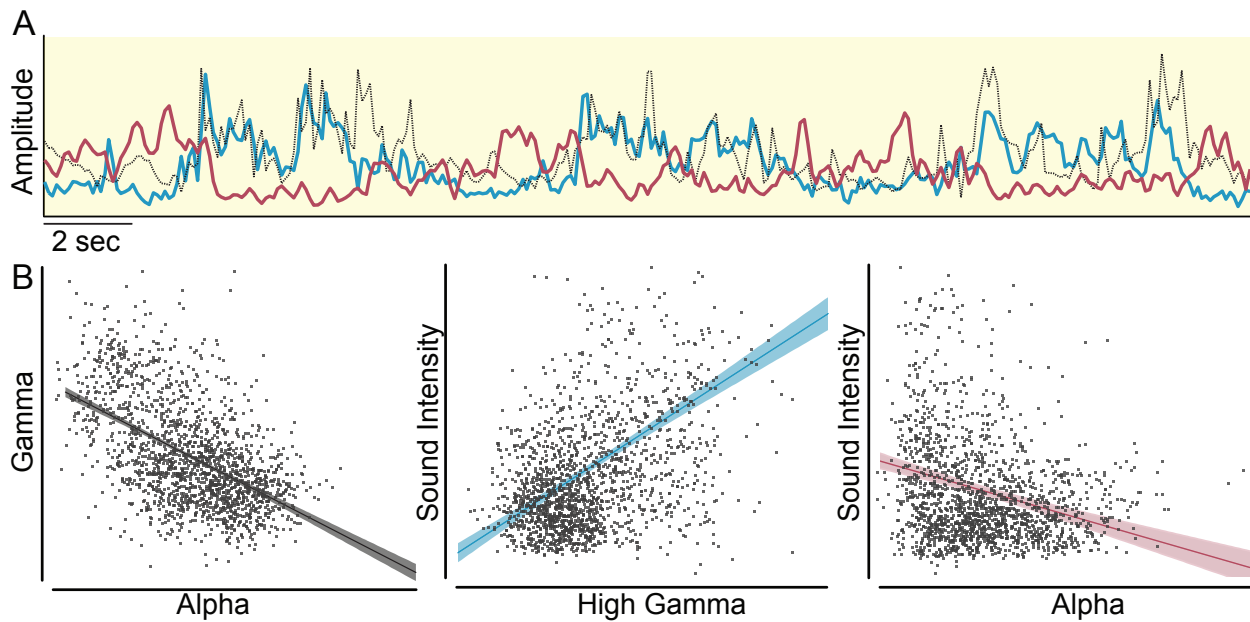 A
Amplitude
2 sec
B
Gamma
Alpha
Sound Intensity
High Gamma
Sound Intensity
Alpha